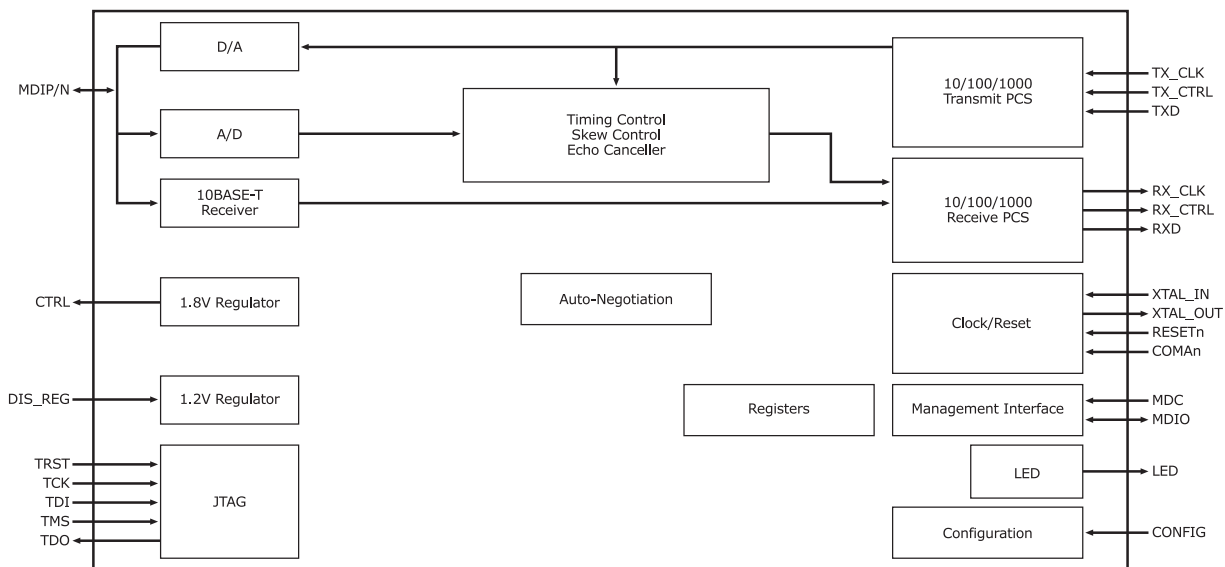 D/A
MDIP/N
A/D
10BASE-T
Receiver
Timing Control
Skew Control
Echo Canceller
10/100/1000
Transmit PCS
TX_CLK
TX_CTRL
TXD
10/100/1000
Receive PCS
RX_CLK
RX_CTRL
RXD
CTRL
1.8V Regulator
Auto-Negotiation
Clock/Reset
XTAL_IN
XTAL_OUT
RESETn
COMAn
DIS_REG
1.2V Regulator
Registers
Management Interface
MDC
MDIO
TRST
TCK
TDI
TMS
TDO
JTAG
LED
LED
Configuration
CONFIG